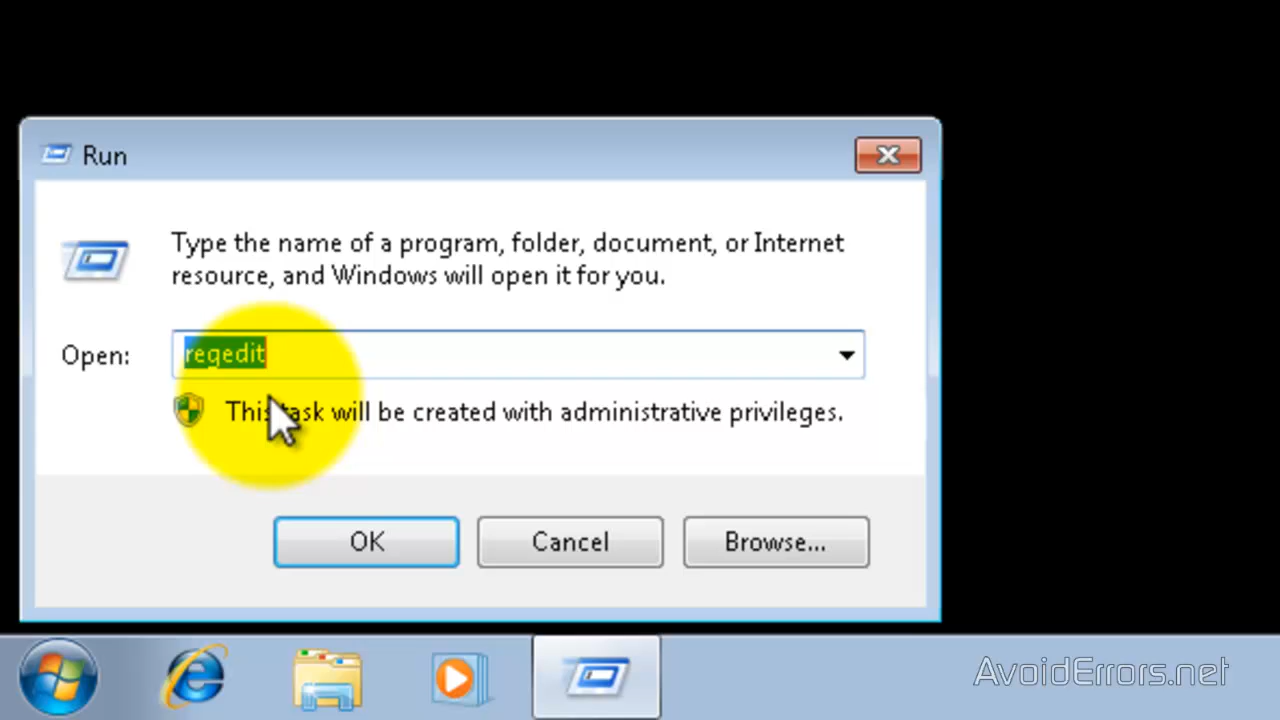 Run
Type the name of a program, folder, document, or Internet
resource, and Windows will open it for you.
Open:
regedit
This task will be created with administrative privileges.
OK
Cancel
Browse...
AvoidErrors.net